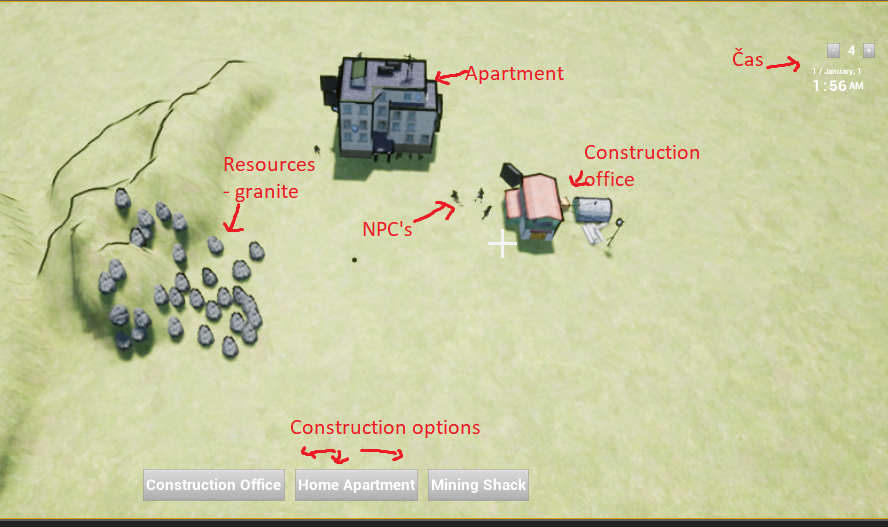 - 4 +
Čas
1 / January, 1
1:56 AM
Apartment
Construction
office
Resources
- granite
NPC's
Construction options
Construction Office Home Apartment Mining Shack